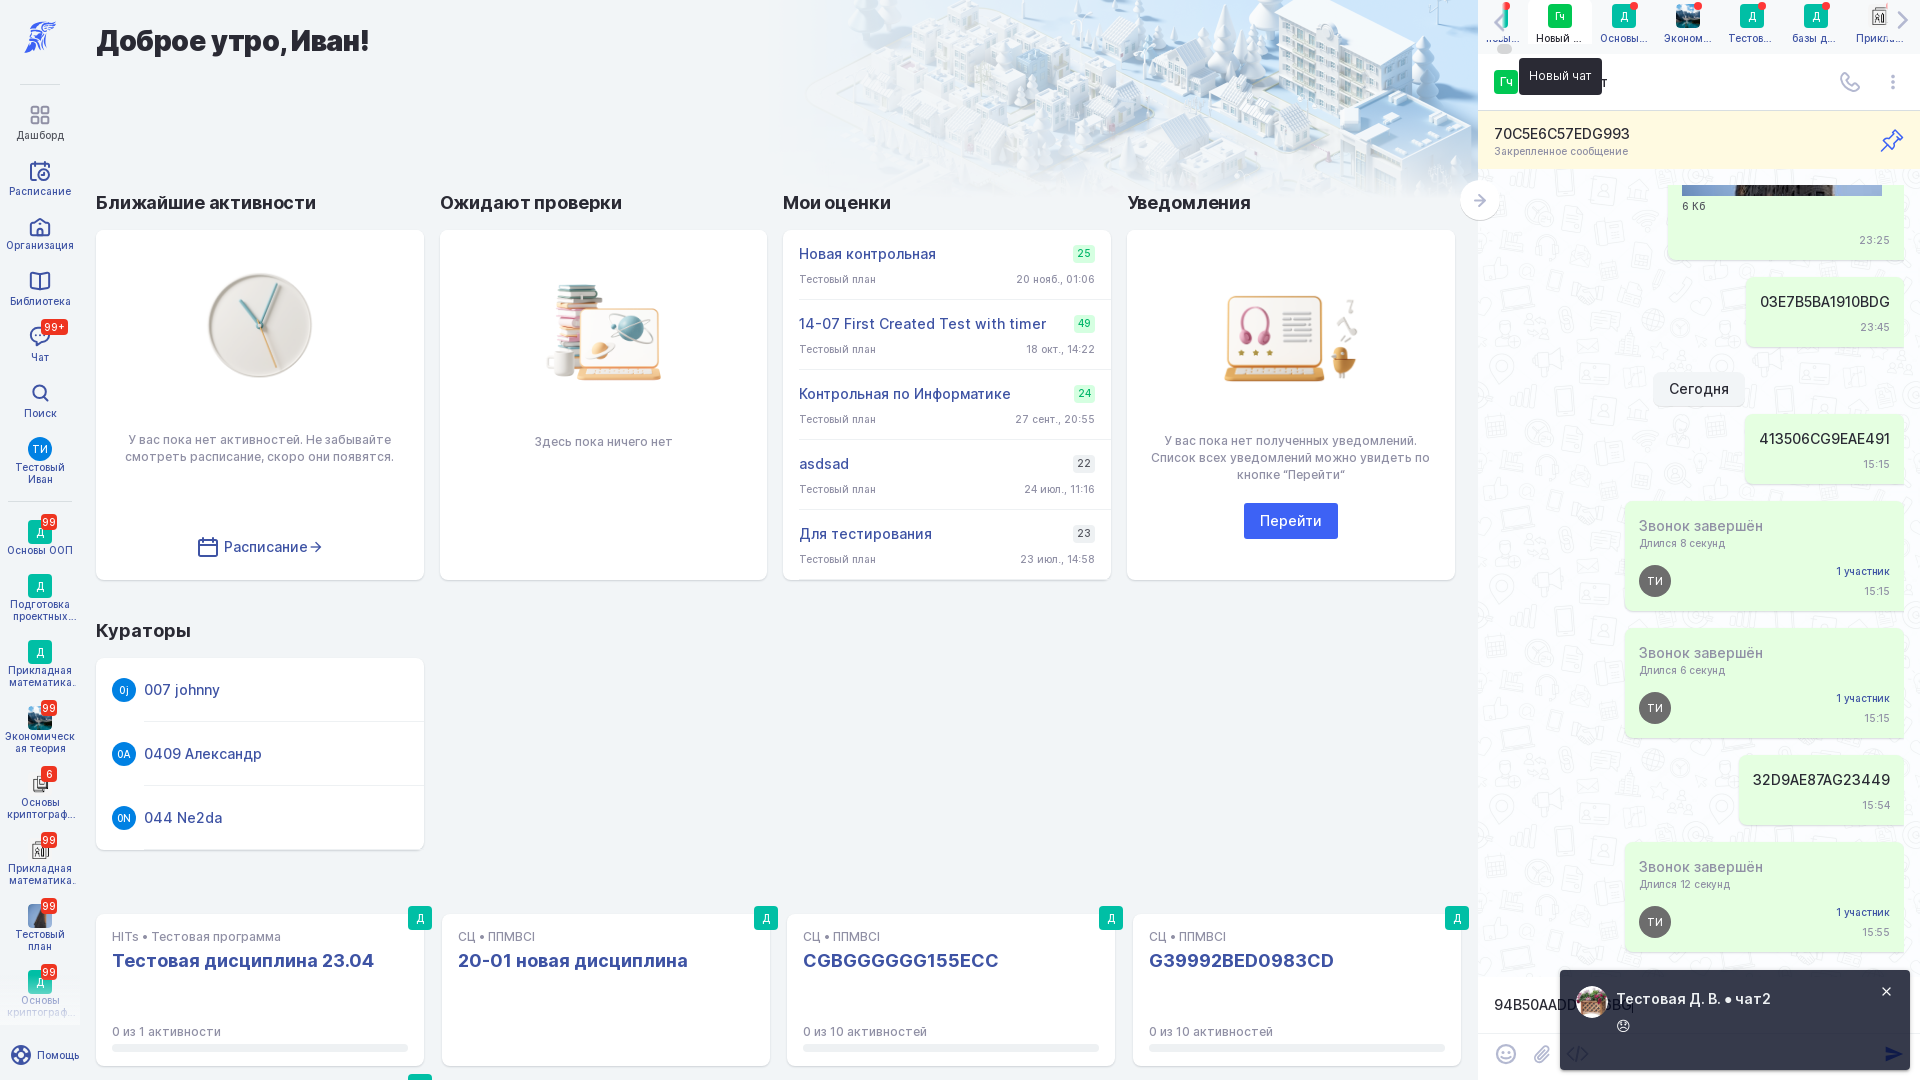 Доброе утро, Иван!
Дашборд
Расписание
Организация
Библиотека
99+
Чат
Поиск
ТИ
Тестовый
Иван
99
Д
Основы ООП
Д
Подготовка
проектных...
Д
Прикладная
математика.
99
Экономическ
ая теория
6
Основы
криптограф...
99
Прикладная
математика.
99
Тестовый
план
99
Д
Основы
криптограф...
Помощь
Ближайшие активности
У вас пока нет активностей. Не забывайте
смотреть расписание, скоро они появятся.
Расписание
Ожидают проверки
Здесь пока ничего нет
Мои оценки
Новая контрольная
25
Тестовый план
20 нояб., 01:06
14-07 First Created Test with timer
49
Тестовый план
18 окт., 14:22
Контрольная по Информатике
24
Тестовый план
27 сент., 20:55
asdsad
22
Тестовый план
24 июл., 11:16
Для тестирования
23
Тестовый план
23 июл., 14:58
Уведомления
У вас пока нет полученных уведомлений.
Список всех уведомлений можно увидеть по
кнопке “Перейти“
Перейти
Кураторы
0j
007 johnny
0А
0409 Александр
0N
044 Ne2da
Д
HITs • Тестовая программа
Тестовая дисциплина 23.04
0 из 1 активности
Д
СЦ • ППМВСІ
20-01 новая дисциплина
Д
СЦ • ППМВСІ
CGBGGGGGG155ECC
0 из 10 активностей
Д
СЦ • ППМВСІ
G39992BED0983CD
0 из 10 активностей
Гч
Новый ...
Д
Основы...
Эконом...
Д
Тестов...
Д
базы д...
Прикла...
Гч
Новый чат
70C5E6C57EDG993
Закрепленное сообщение
6 Кб
23:25
03E7B5BA1910BDG
23:45
Сегодня
413506CG9EAE491
15:15
Звонок завершён
Длился 8 секунд
ТИ
1 участник
15:15
Звонок завершён
Длился 6 секунд
ТИ
1 участник
15:15
32D9AE87AG23449
15:54
Звонок завершён
Длился 12 секунд
ТИ
1 участник
15:55
Тестовая Д. В. ● чат2